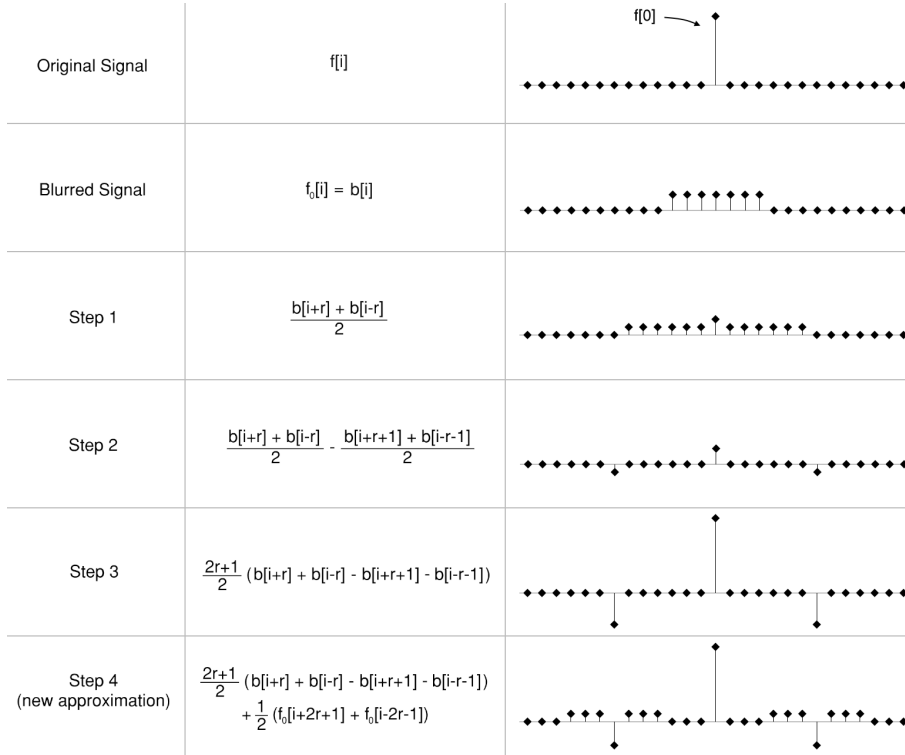 f[0]
Original Signal
f[i]
Blurred Signal
f₀[i] = b[i]
Step 1
b[i+r] + b[i-r]
2
Step 2
b[i+r] + b[i-r] - b[i+r+1] + b[i-r-1]
2 2
Step 3
2r+1
2 (b[i+r] + b[i-r] - b[i+r+1] - b[i-r-1])
Step 4
(new approximation)
2r+1
2 (b[i+r] + b[i-r] - b[i+r+1] - b[i-r-1])
+ 1
2 (f₀[i+2r+1] + f₀[i-2r-1])